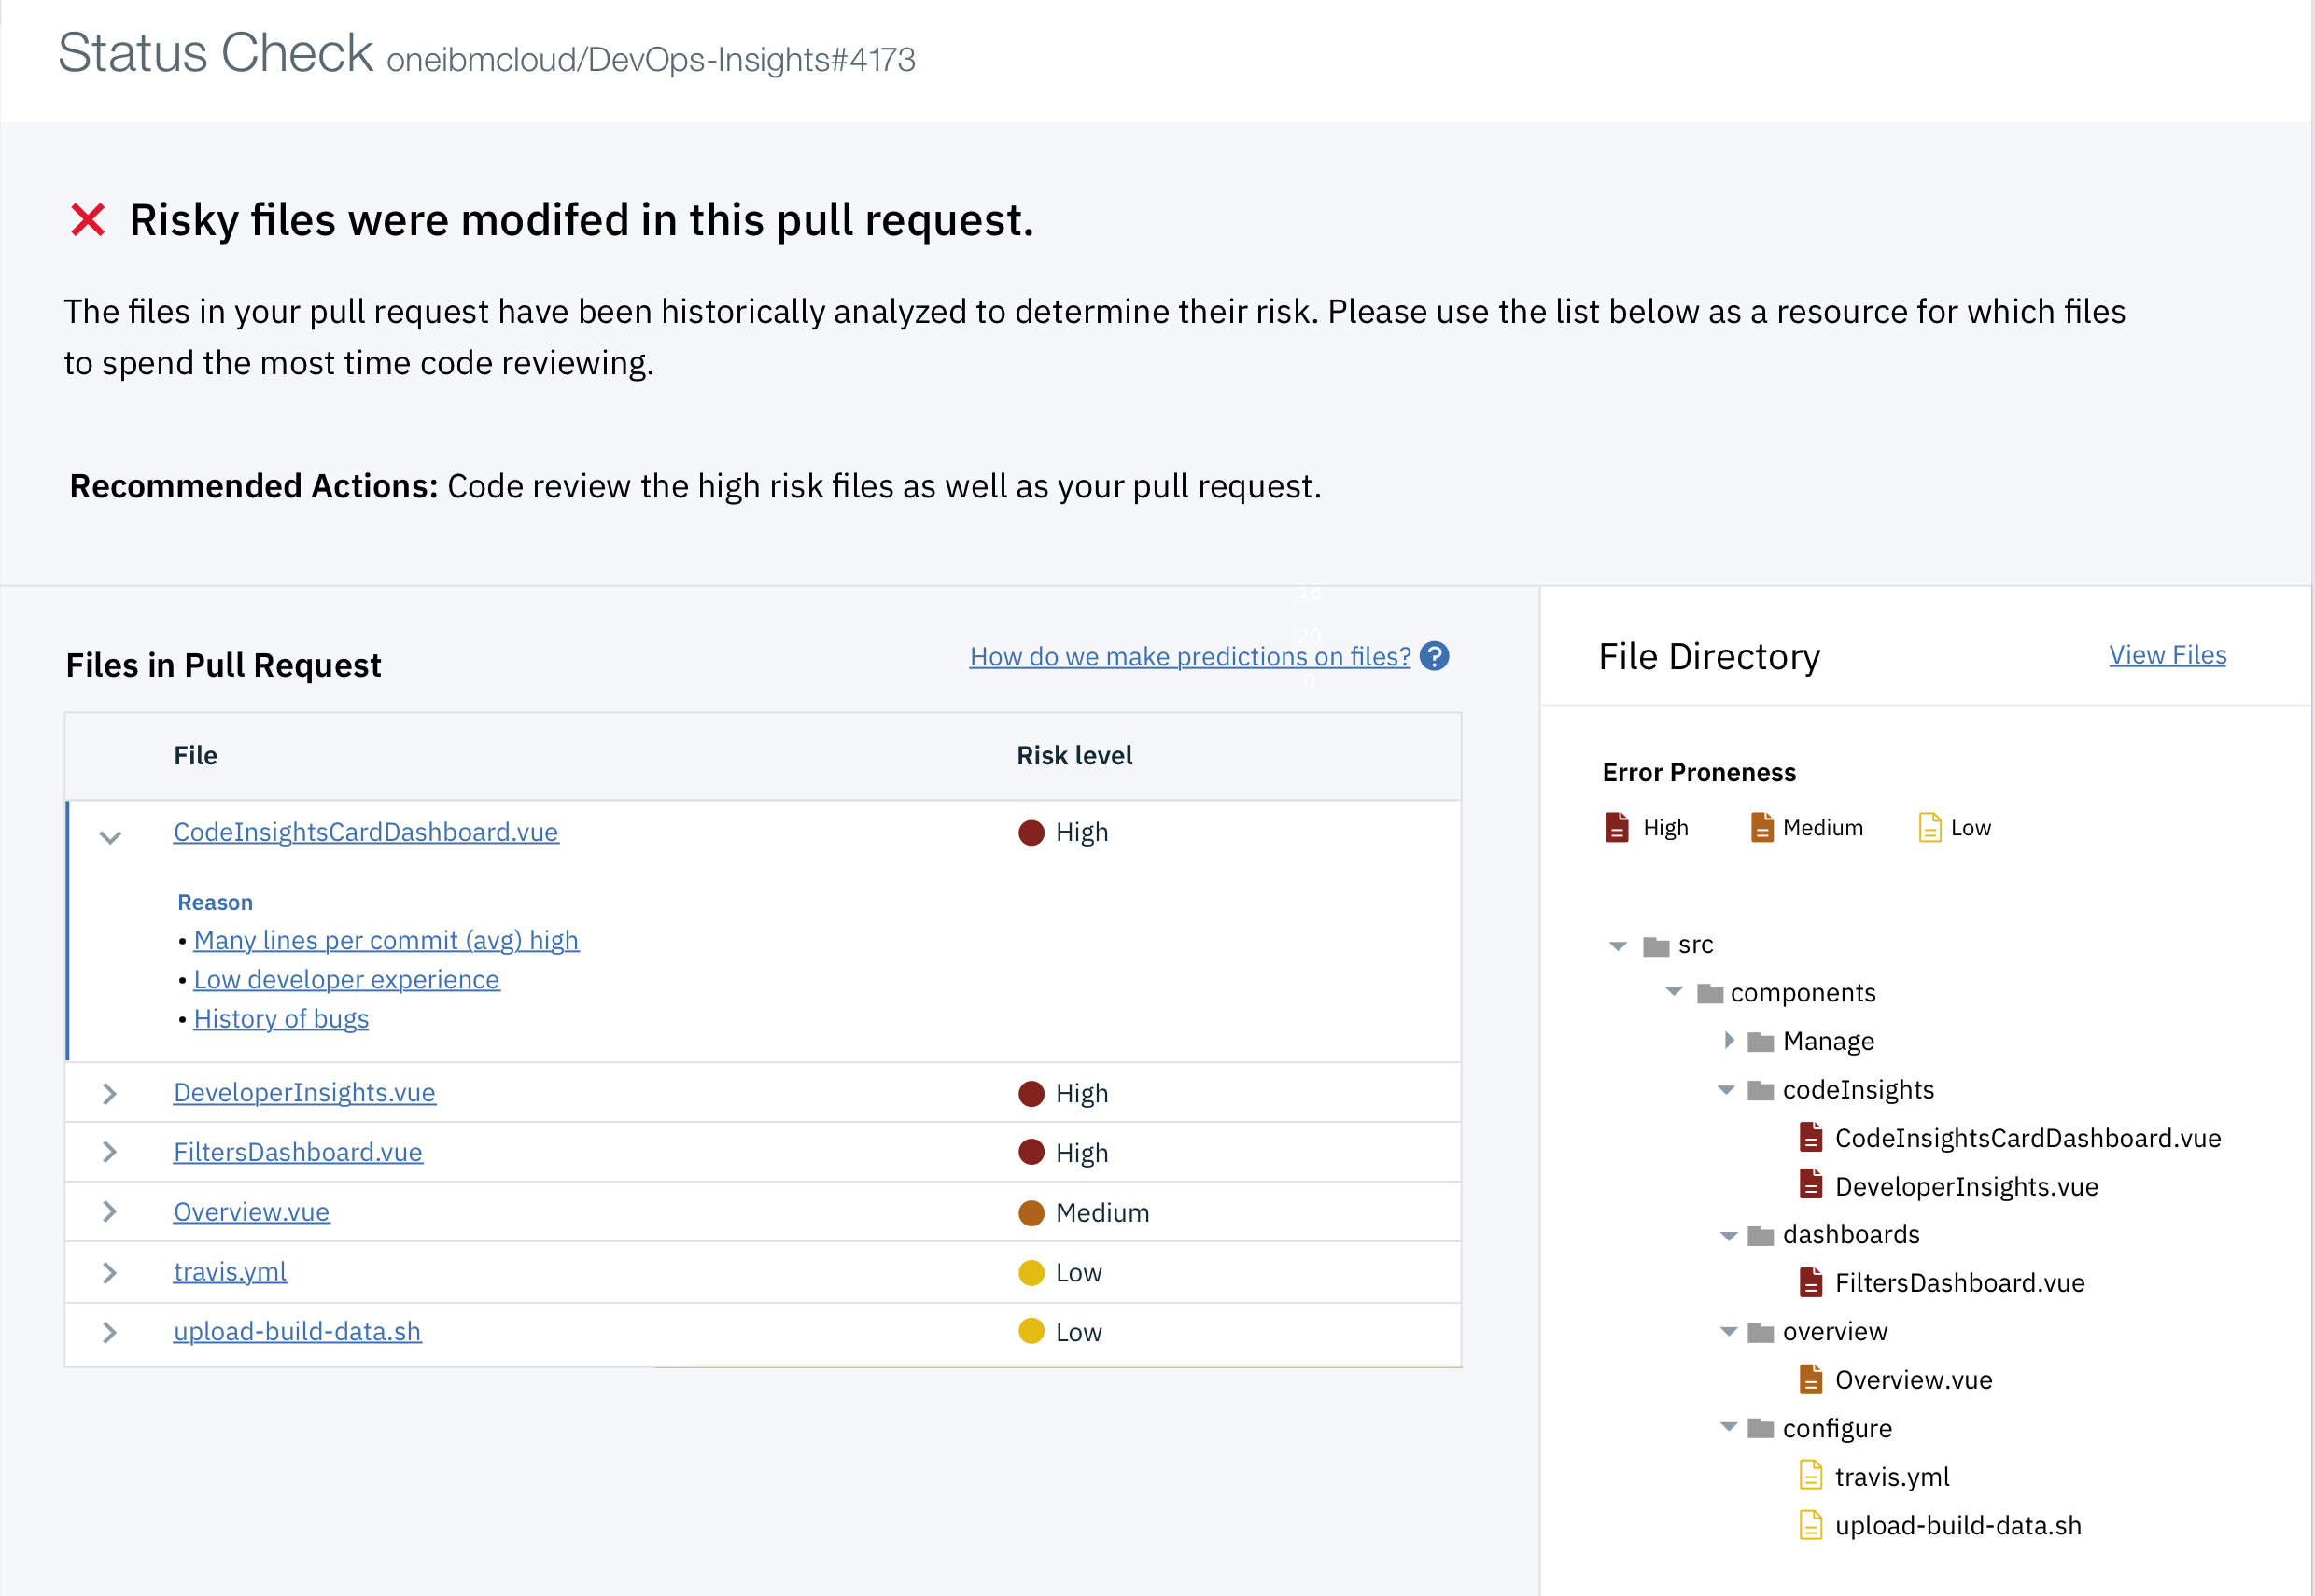 Status Check oneibmcloud/DevOps-Insights#4173
Risky files were modifed in this pull request.
The files in your pull request have been historically analyzed to determine their risk. Please use the list below as a resource for which files
to spend the most time code reviewing.
Recommended Actions: Code review the high risk files as well as your pull request.
18
20
0
Files in Pull Request
How do we make predictions on files? ?
File Risk level
CodeInsightsCardDashboard.vue High
Reason
• Many lines per commit (avg) high
• Low developer experience
• History of bugs
DeveloperInsights.vue High
FiltersDashboard.vue High
Overview.vue Medium
travis.yml Low
upload-build-data.sh Low
File Directory View Files
Error Proneness
High Medium Low
src
components
Manage
codeInsights
CodeInsightsCardDashboard.vue
DeveloperInsights.vue
dashboards
FiltersDashboard.vue
overview
Overview.vue
configure
travis.yml
upload-build-data.sh